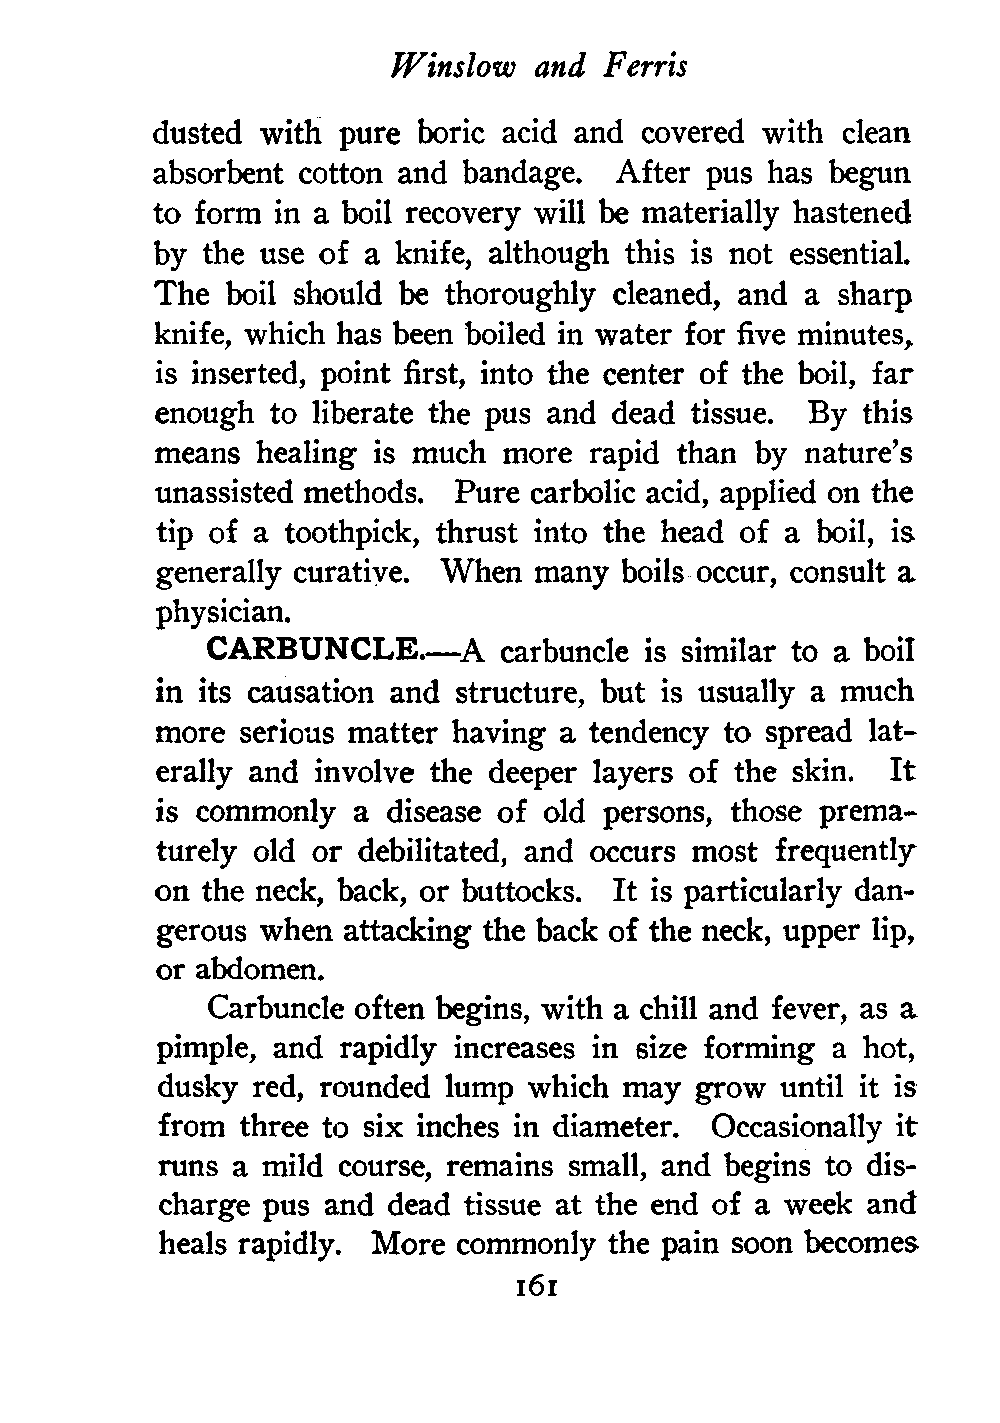 Winslow and Ferris
dusted with pure boric acid and covered with clean
absorbent cotton and bandage. After pus has begun
to form in a boil recovery will be materially hastened
by the use of a knife, although this is not essential.
The boil should be thoroughly cleaned, and a sharp
knife, which has been boiled in water for five minutes,
is inserted, point first, into the center of the boil, far
enough to liberate the pus and dead tissue. By this
means healing is much more rapid than by nature's
unassisted methods. Pure carbolic acid, applied on the
tip of a toothpick, thrust into the head of a boil, is
generally curative. When many boils occur, consult a
physician.
CARBUNCLE.—A carbuncle is similar to a boil
in its causation and structure, but is usually a much
more serious matter having a tendency to spread lat-
erally and involve the deeper layers of the skin. It
is commonly a disease of old persons, those prema-
turely old or debilitated, and occurs most frequently
on the neck, back, or buttocks. It is particularly dan-
gerous when attacking the back of the neck, upper lip,
or abdomen.
Carbuncle often begins, with a chill and fever, as a
pimple, and rapidly increases in size forming a hot,
dusky red, rounded lump which may grow until it is
from three to six inches in diameter. Occasionally it
runs a mild course, remains small, and begins to dis-
charge pus and dead tissue at the end of a week and
heals rapidly. More commonly the pain soon becomes
161